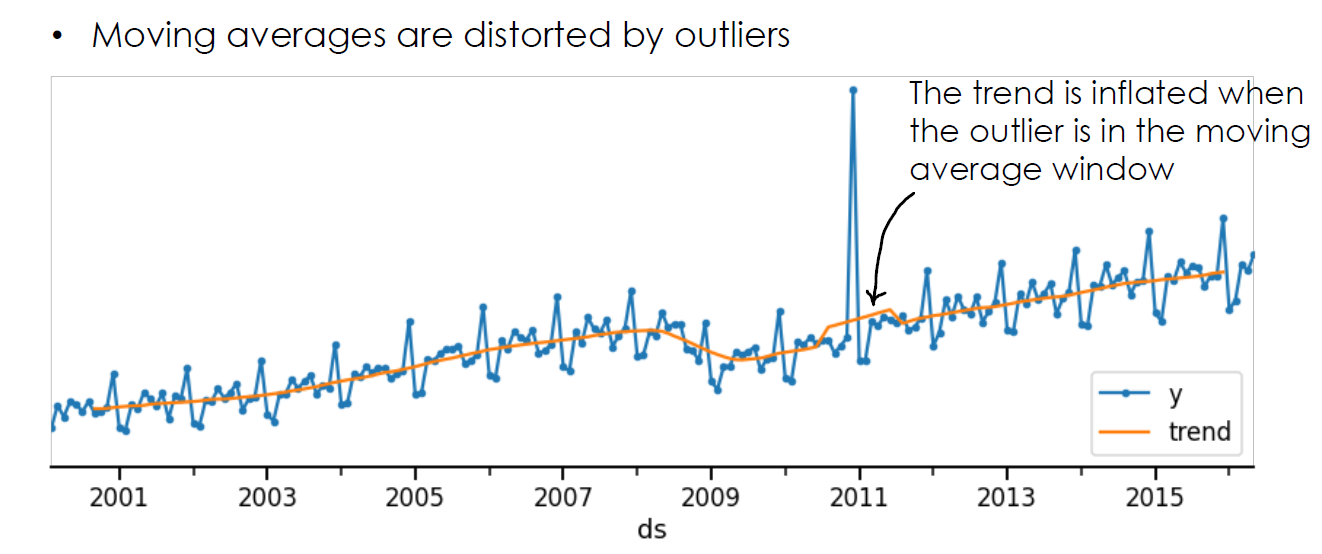 • Moving averages are distorted by outliers
The trend is inflated when
the outlier is in the moving
average window
y
trend
2001 2003 2005 2007 2009 2011 2013 2015
ds